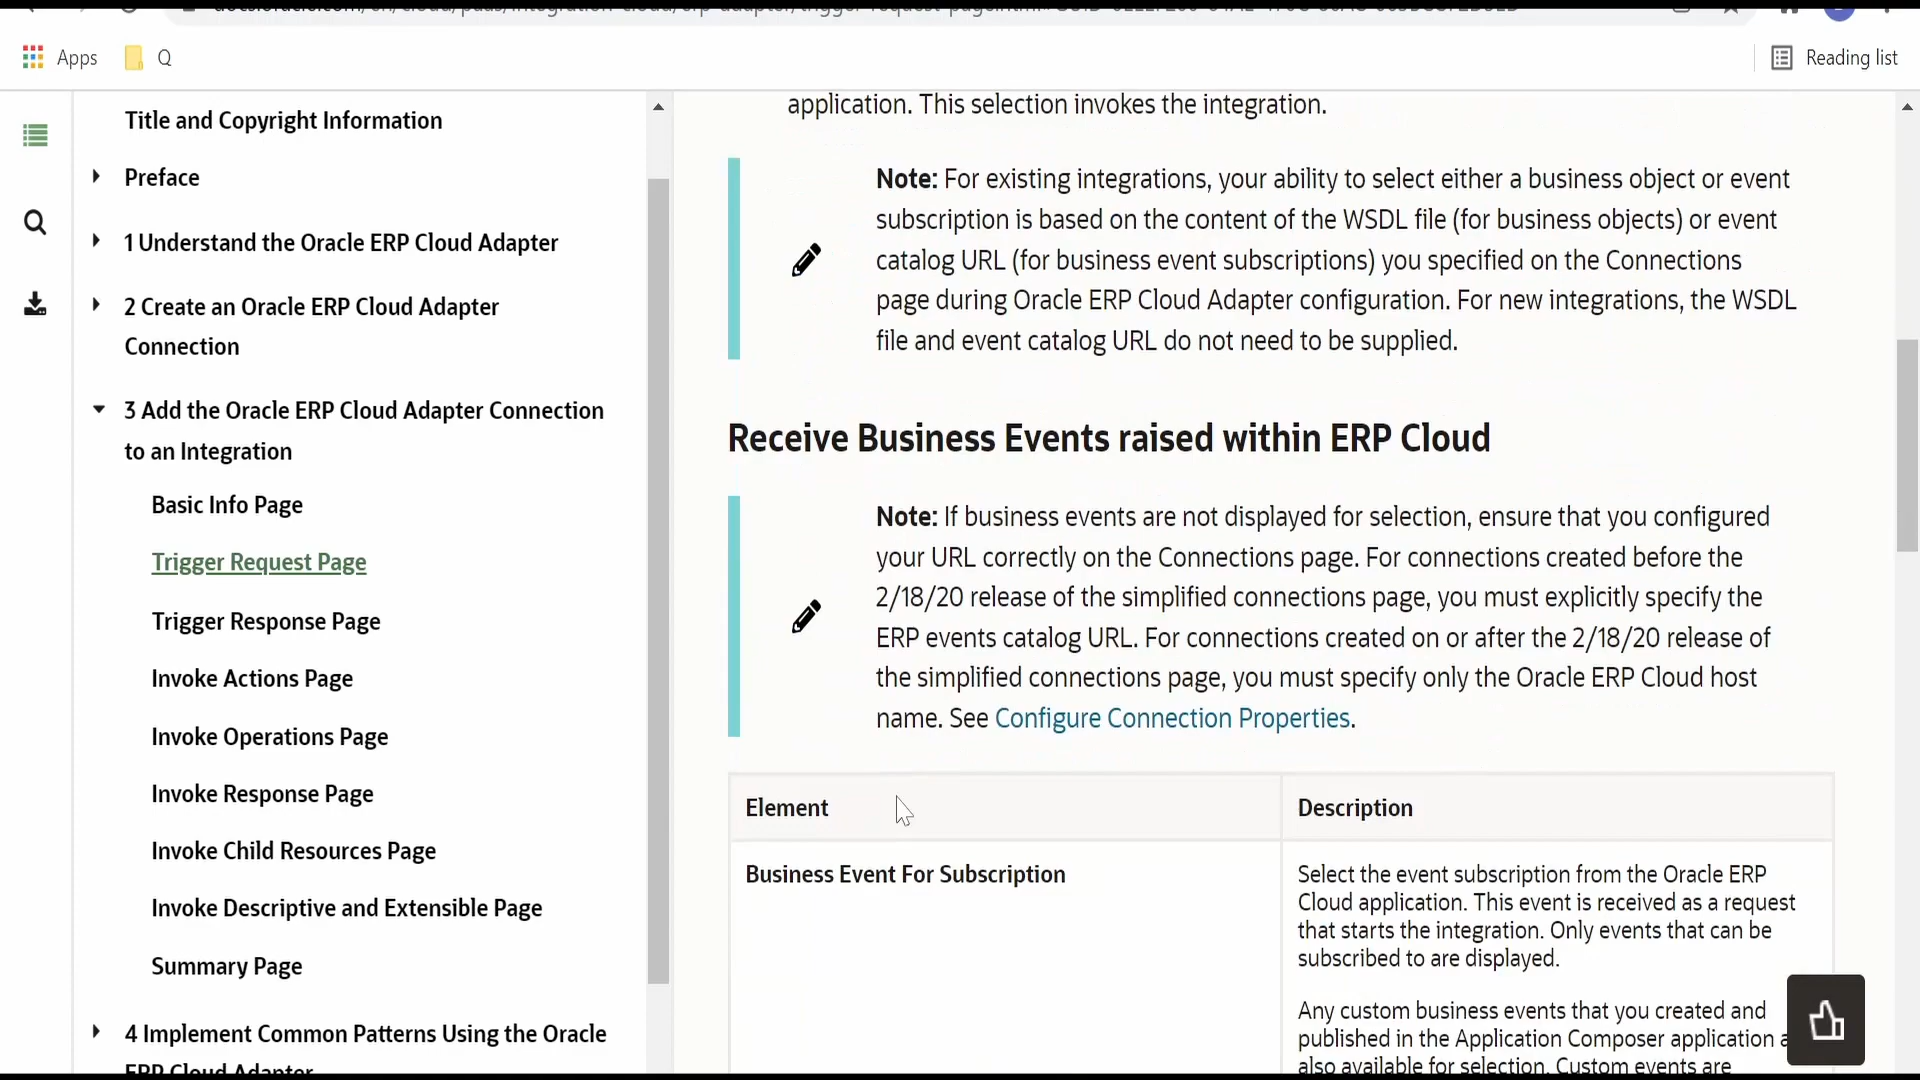 Apps
Q
Reading list
Title and Copyright Information
Preface
1 Understand the Oracle ERP Cloud Adapter
2 Create an Oracle ERP Cloud Adapter
Connection
3 Add the Oracle ERP Cloud Adapter Connection
to an Integration
Basic Info Page
Trigger Request Page
Trigger Response Page
Invoke Actions Page
Invoke Operations Page
Invoke Response Page
Invoke Child Resources Page
Invoke Descriptive and Extensible Page
Summary Page
4 Implement Common Patterns Using the Oracle
ERP Cloud Adapter
application. This selection invokes the integration.
Note: For existing integrations, your ability to select either a business object or event
subscription is based on the content of the WSDL file (for business objects) or event
catalog URL (for business event subscriptions) you specified on the Connections
page during Oracle ERP Cloud Adapter configuration. For new integrations, the WSDL
file and event catalog URL do not need to be supplied.
Receive Business Events raised within ERP Cloud
Note: If business events are not displayed for selection, ensure that you configured
your URL correctly on the Connections page. For connections created before the
2/18/20 release of the simplified connections page, you must explicitly specify the
ERP events catalog URL. For connections created on or after the 2/18/20 release of
the simplified connections page, you must specify only the Oracle ERP Cloud host
name. See Configure Connection Properties.
Element
Description
Business Event For Subscription
Select the event subscription from the Oracle ERP
Cloud application. This event is received as a request
that starts the integration. Only events that can be
subscribed to are displayed.
Any custom business events that you created and
published in the Application Composer application a
also available for selection. Custom events are